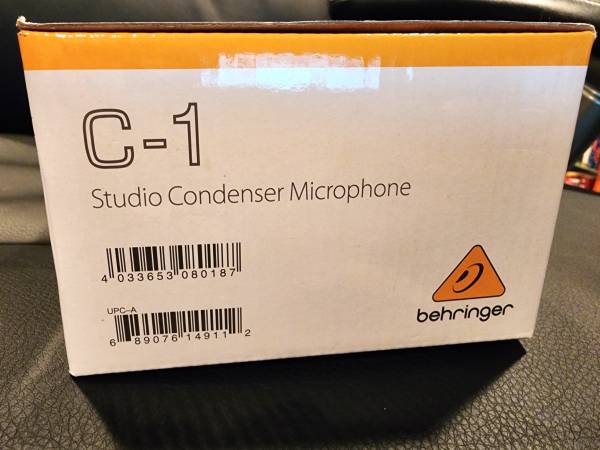 C-1
Studio Condenser Microphone
4 033653 080187
UPC-A
6 89076 14911 2
behringer